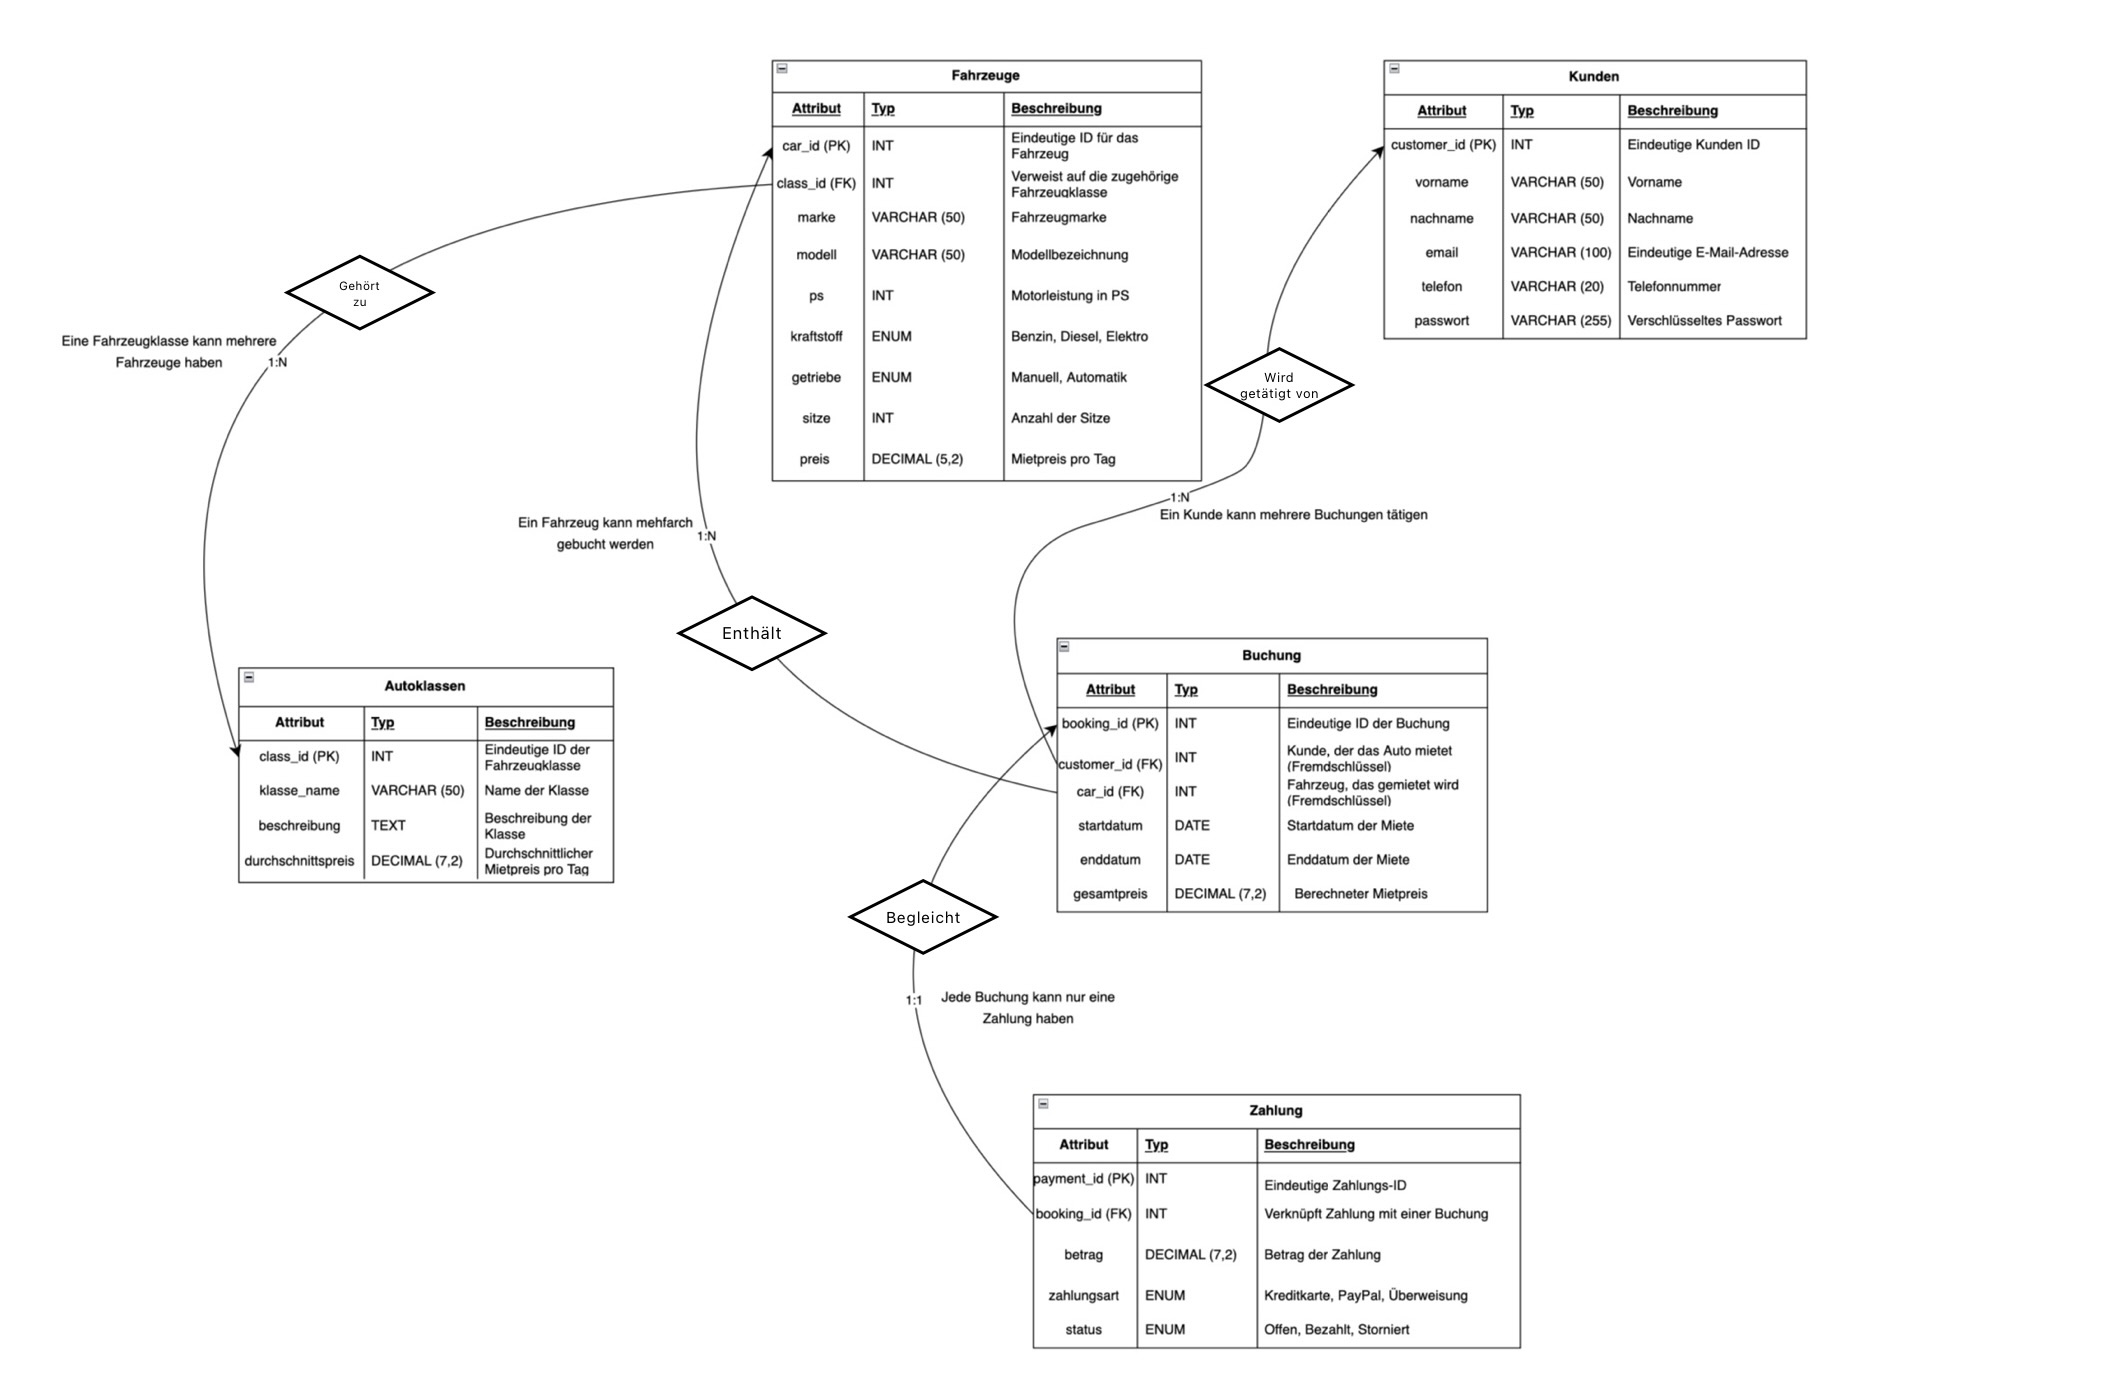 Fahrzeuge
Attribut Typ Beschreibung
car_id (PK) INT Eindeutige ID für das
Fahrzeug
class_id (FK) INT Verweist auf die zugehörige
Fahrzeugklasse
marke VARCHAR (50) Fahrzeugmarke
modell VARCHAR (50) Modellbezeichnung
ps INT Motorleistung in PS
kraftstoff ENUM Benzin, Diesel, Elektro
getriebe ENUM Manuell, Automatik
sitze INT Anzahl der Sitze
preis DECIMAL (5,2) Mietpreis pro Tag
Kunden
Attribut Typ Beschreibung
customer_id (PK) INT Eindeutige Kunden ID
vorname VARCHAR (50) Vorname
nachname VARCHAR (50) Nachname
email VARCHAR (100) Eindeutige E-Mail-Adresse
telefon VARCHAR (20) Telefonnummer
passwort VARCHAR (255) Verschlüsseltes Passwort
Gehört
zu
Eine Fahrzeugklasse kann mehrere
Fahrzeuge haben
1:N
Wird
getätigt von
1:N
Ein Kunde kann mehrere Buchungen tätigen
Ein Fahrzeug kann mehfarch
gebucht werden
1:N
Enthält
Autoklassen
Attribut Typ Beschreibung
class_id (PK) INT Eindeutige ID der
Fahrzeugklasse
klasse_name VARCHAR (50) Name der Klasse
beschreibung TEXT Beschreibung der
Klasse
durchschnittspreis DECIMAL (7,2) Durchschnittlicher
Mietpreis pro Tag
Buchung
Attribut Typ Beschreibung
booking_id (PK) INT Eindeutige ID der Buchung
customer_id (FK) INT Kunde, der das Auto mietet
(Fremdschlüssel)
car_id (FK) INT Fahrzeug, das gemietet wird
(Fremdschlüssel)
startdatum DATE Startdatum der Miete
enddatum DATE Enddatum der Miete
gesamtpreis DECIMAL (7,2) Berechneter Mietpreis
Begleicht
1:1
Jede Buchung kann nur eine
Zahlung haben
Zahlung
Attribut Typ Beschreibung
payment_id (PK) INT Eindeutige Zahlungs-ID
booking_id (FK) INT Verknüpft Zahlung mit einer Buchung
betrag DECIMAL (7,2) Betrag der Zahlung
zahlungsart ENUM Kreditkarte, PayPal, Überweisung
status ENUM Offen, Bezahlt, Storniert